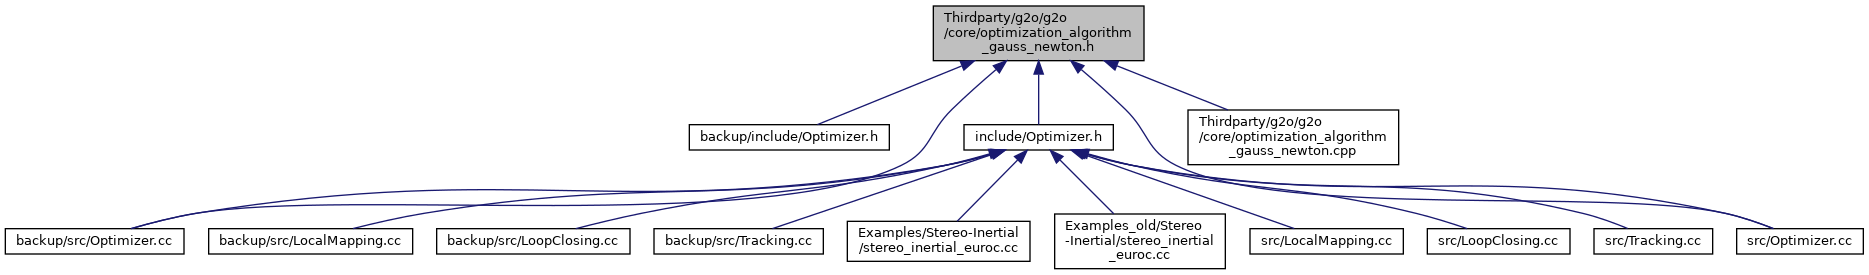 Thirdparty/g2o/g2o
/core/optimization_algorithm
_gauss_newton.h
backup/include/Optimizer.h
include/Optimizer.h
Thirdparty/g2o/g2o
/core/optimization_algorithm
_gauss_newton.cpp
backup/src/Optimizer.cc
backup/src/LocalMapping.cc
backup/src/LoopClosing.cc
backup/src/Tracking.cc
Examples/Stereo-Inertial
/stereo_inertial_euroc.cc
Examples_old/Stereo
-Inertial/stereo_inertial
_euroc.cc
src/LocalMapping.cc
src/LoopClosing.cc
src/Tracking.cc
src/Optimizer.cc